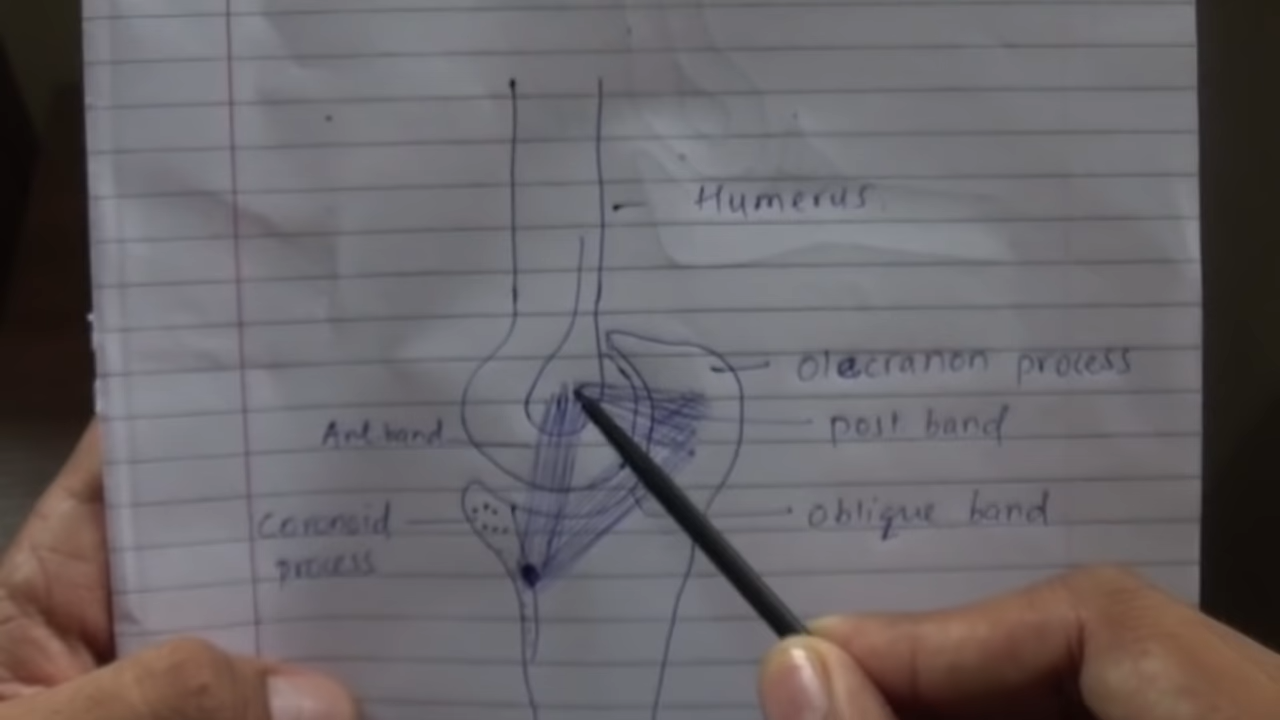 Humerus
olecranon process
post band
Ant band
oblique band
Coronoid
process